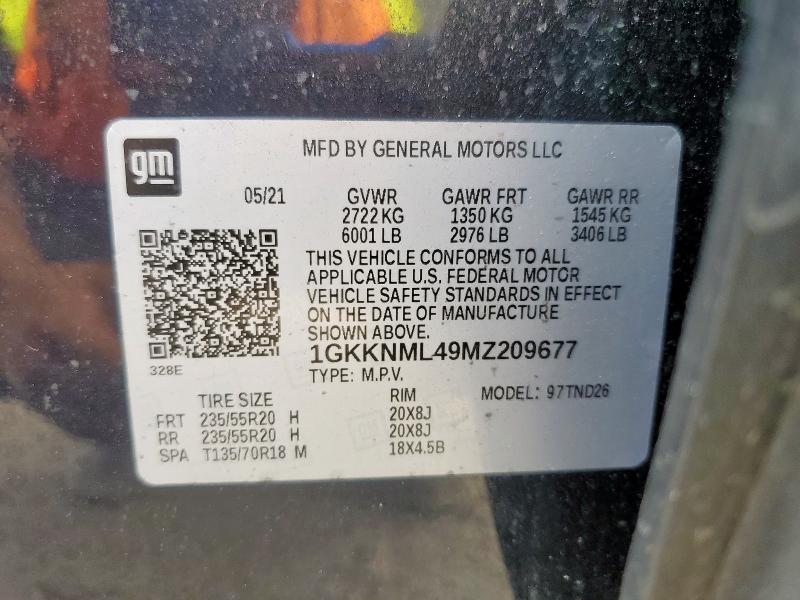 gm
MFD BY GENERAL MOTORS LLC
05/21 GVWR GAWR FRT GAWR RR
2722 KG 1350 KG 1545 KG
6001 LB 2976 LB 3406 LB
THIS VEHICLE CONFORMS TO ALL
APPLICABLE U.S. FEDERAL MOTOR
VEHICLE SAFETY STANDARDS IN EFFECT
ON THE DATE OF MANUFACTURE
SHOWN ABOVE.
1GKKNML49MZ209677
328E
TYPE: M.P.V. MODEL: 97TND26
TIRE SIZE RIM
FRT 235/55R20 H 20X8J
RR 235/55R20 H 20X8J
SPA T135/70R18 M 18X4.5B